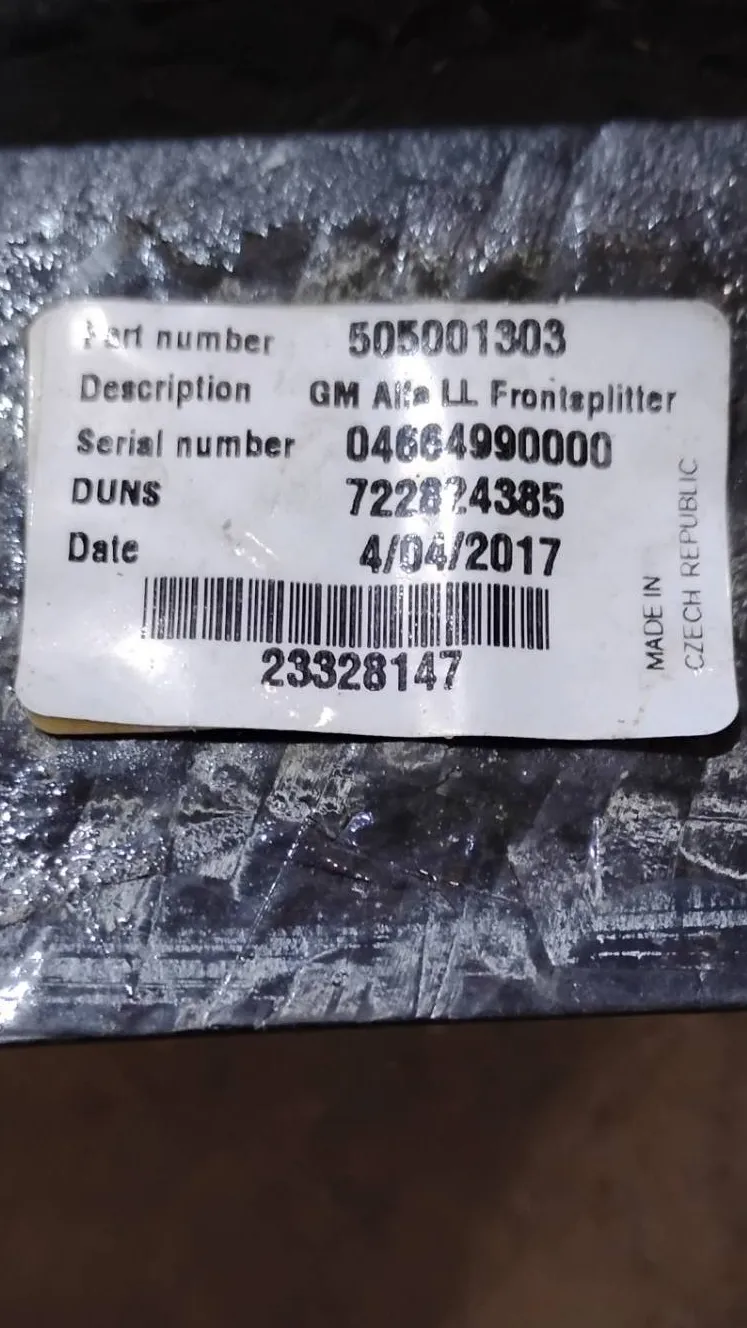 Part number 505001303
Description GM Alfa LL Frontsplitter
Serial number 04664990000
DUNS 722824385
Date 4/04/2017
23328147
MADE IN
CZECH REPUBLIC